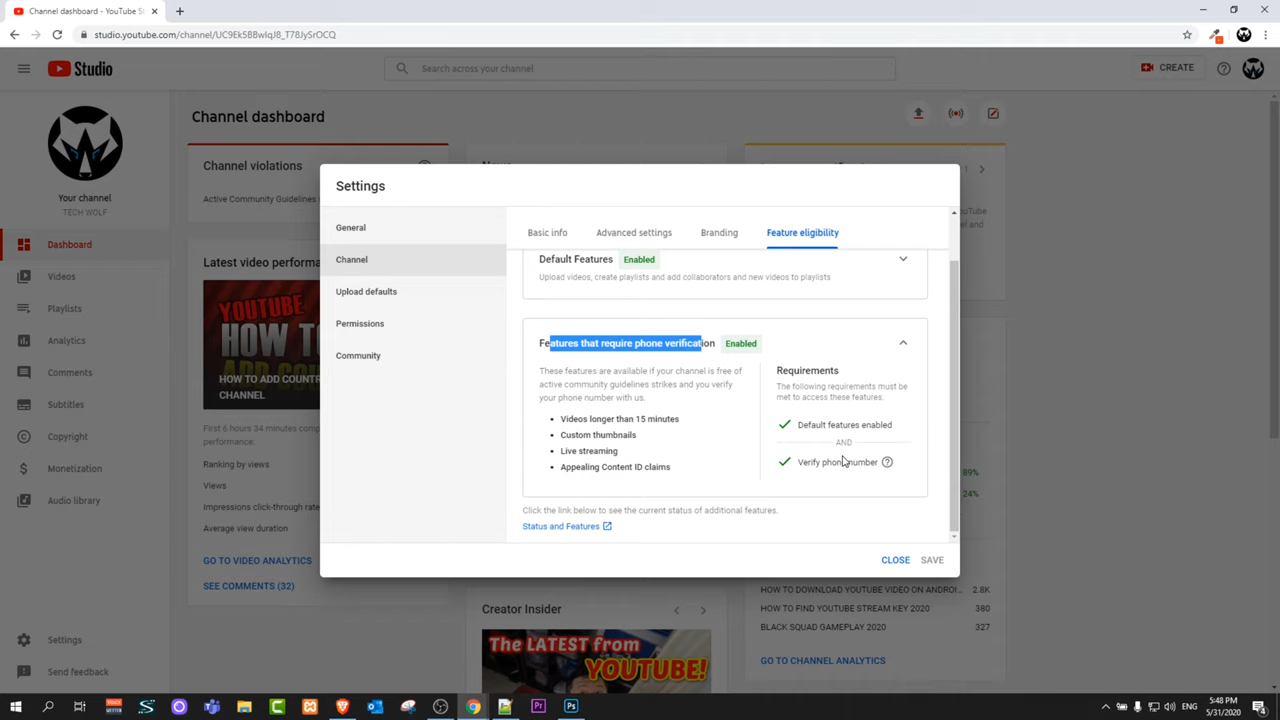 Channel dashboard - YouTube St
studio.youtube.com/channel/UC9Ek5BBwIqJ8_T78JySrOCQ
Studio
Search across your channel
CREATE
Channel dashboard
Your channel
TECH WOLF
Dashboard
Videos
Playlists
Analytics
Comments
Subtitles
Copyright
Monetization
Audio library
Settings
Send feedback
Channel violations
Active Community Guidelines
Latest video performa
YOUTUBE
HOW TO
ADD COU
HOW TO ADD COUNTR
CHANNEL
First 6 hours 34 minutes comp
performance:
Ranking by views
Views
Impressions click-through rate
Average view duration
GO TO VIDEO ANALYTICS
SEE COMMENTS (32)
Settings
General
Channel
Upload defaults
Permissions
Community
Basic info
Advanced settings
Branding
Feature eligibility
Default Features
Enabled
Upload videos, create playlists and add collaborators and new videos to playlists
Features that require phone verification
Enabled
These features are available if your channel is free of
active community guidelines strikes and you verify
your phone number with us.
• Videos longer than 15 minutes
• Custom thumbnails
• Live streaming
• Appealing Content ID claims
Requirements
The following requirements must be
met to access these features.
Default features enabled
AND
Verify phone number
Click the link below to see the current status of additional features.
Status and Features
CLOSE
SAVE
Creator Insider
The LATEST from
YOUTUBE!
89%
24%
HOW TO DOWNLOAD YOUTUBE VIDEO ON ANDROI... 2.8K
HOW TO FIND YOUTUBE STREAM KEY 2020 380
BLACK SQUAD GAMEPLAY 2020 327
GO TO CHANNEL ANALYTICS
ENG
5:48 PM
5/31/2020